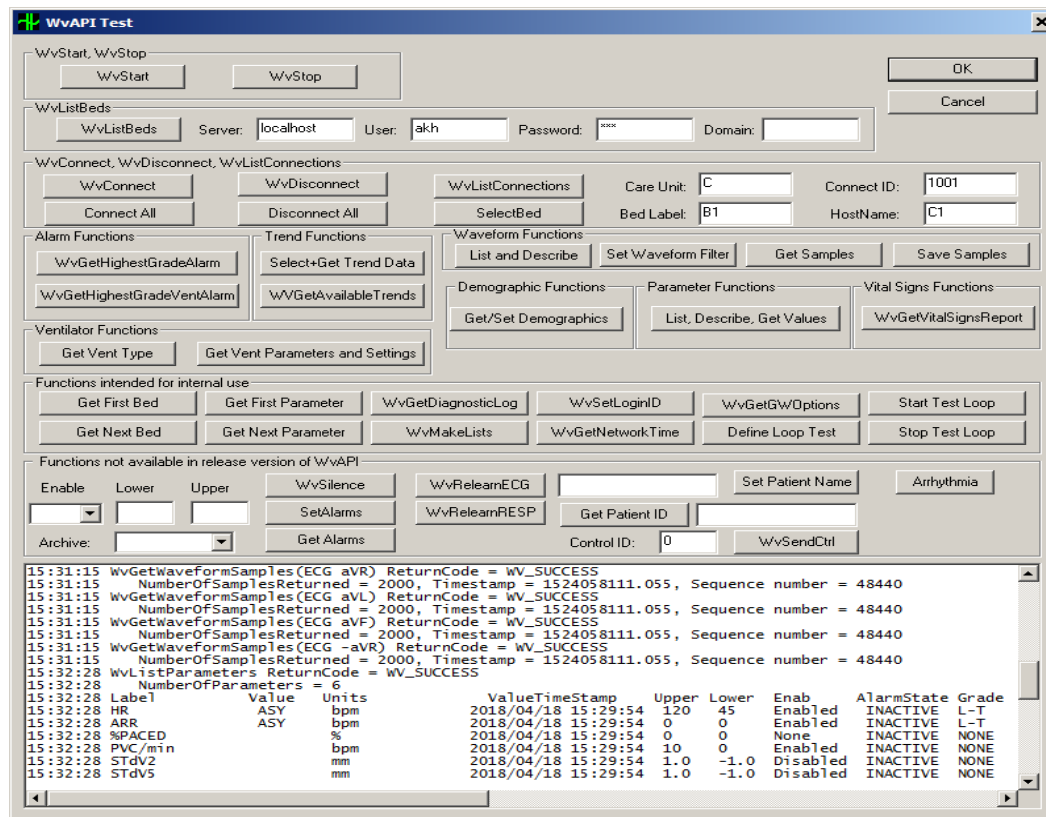 WvAPI Test
WvStart, WvStop
WvStart WvStop
OK
Cancel
WvListBeds
WvListBeds Server: localhost User: akh Password: *** Domain:
WvConnect, WvDisconnect, WvListConnections
WvConnect WvDisconnect WvListConnections Care Unit: C Connect ID: 1001
Connect All Disconnect All SelectBed Bed Label: B1 HostName: C1
Alarm Functions
WvGetHighestGradeAlarm
WvGetHighestGradeVentAlarm
Trend Functions
Select+Get Trend Data
WVGetAvailableTrends
Waveform Functions
List and Describe Set Waveform Filter Get Samples Save Samples
Demographic Functions
Get/Set Demographics
Parameter Functions
List, Describe, Get Values
Vital Signs Functions
WvGetVitalSignsReport
Ventilator Functions
Get Vent Type Get Vent Parameters and Settings
Functions intended for internal use
Get First Bed Get First Parameter WvGetDiagnosticLog WvSetLoginID WvGetGWOptions Start Test Loop
Get Next Bed Get Next Parameter WvMakeLists WvGetNetworkTime Define Loop Test Stop Test Loop
Functions not available in release version of WvAPI
Enable Lower Upper WvSilence WvRelearnECG Set Patient Name Arrhythmia
SetAlarms WvRelearnRESP Get Patient ID
Archive: Get Alarms Control ID: 0 WvSendCtrl
15:31:15 WvGetWaveformSamples(ECG aVR) ReturnCode = WV_SUCCESS
15:31:15 NumberOfSamplesReturned = 2000, Timestamp = 1524058111.055, Sequence number = 48440
15:31:15 WvGetWaveformSamples(ECG aVL) ReturnCode = WV_SUCCESS
15:31:15 NumberOfSamplesReturned = 2000, Timestamp = 1524058111.055, Sequence number = 48440
15:31:15 WvGetWaveformSamples(ECG aVF) ReturnCode = WV_SUCCESS
15:31:15 NumberOfSamplesReturned = 2000, Timestamp = 1524058111.055, Sequence number = 48440
15:31:15 WvGetWaveformSamples(ECG -aVR) ReturnCode = WV_SUCCESS
15:31:15 NumberOfSamplesReturned = 2000, Timestamp = 1524058111.055, Sequence number = 48440
15:32:28 WvListParameters ReturnCode = WV_SUCCESS
15:32:28 NumberOfParameters = 6
15:32:28 Label Value Units ValueTimeStamp Upper Lower Enab AlarmState Grade
15:32:28 HR ASY bpm 2018/04/18 15:29:54 120 45 Enabled INACTIVE L-T
15:32:28 ARR ASY bpm 2018/04/18 15:29:54 0 0 Enabled INACTIVE L-T
15:32:28 %PACED % 2018/04/18 15:29:54 0 0 None INACTIVE NONE
15:32:28 PVC/min bpm 2018/04/18 15:29:54 10 0 Enabled INACTIVE NONE
15:32:28 STdV2 mm 2018/04/18 15:29:54 1.0 -1.0 Disabled INACTIVE NONE
15:32:28 STdV5 mm 2018/04/18 15:29:54 1.0 -1.0 Disabled INACTIVE NONE